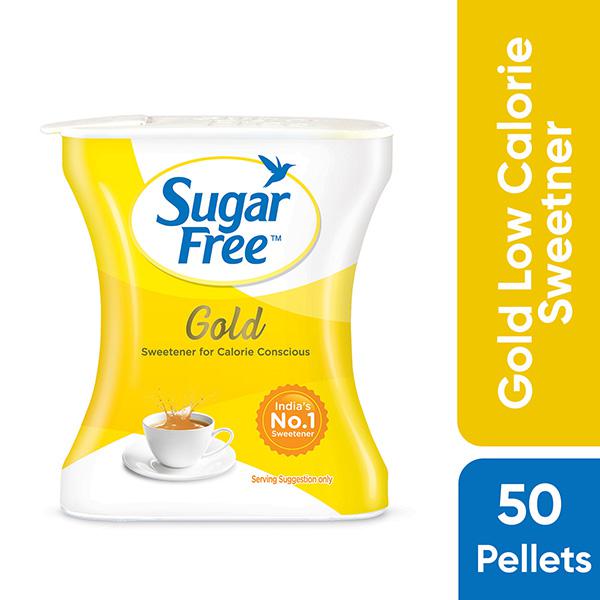 Sugar
Free™
Gold
Sweetener for Calorie Conscious
India's
No.1
Sweetener
Serving Suggestion only
Gold Low Calorie
Sweetner
50
Pellets